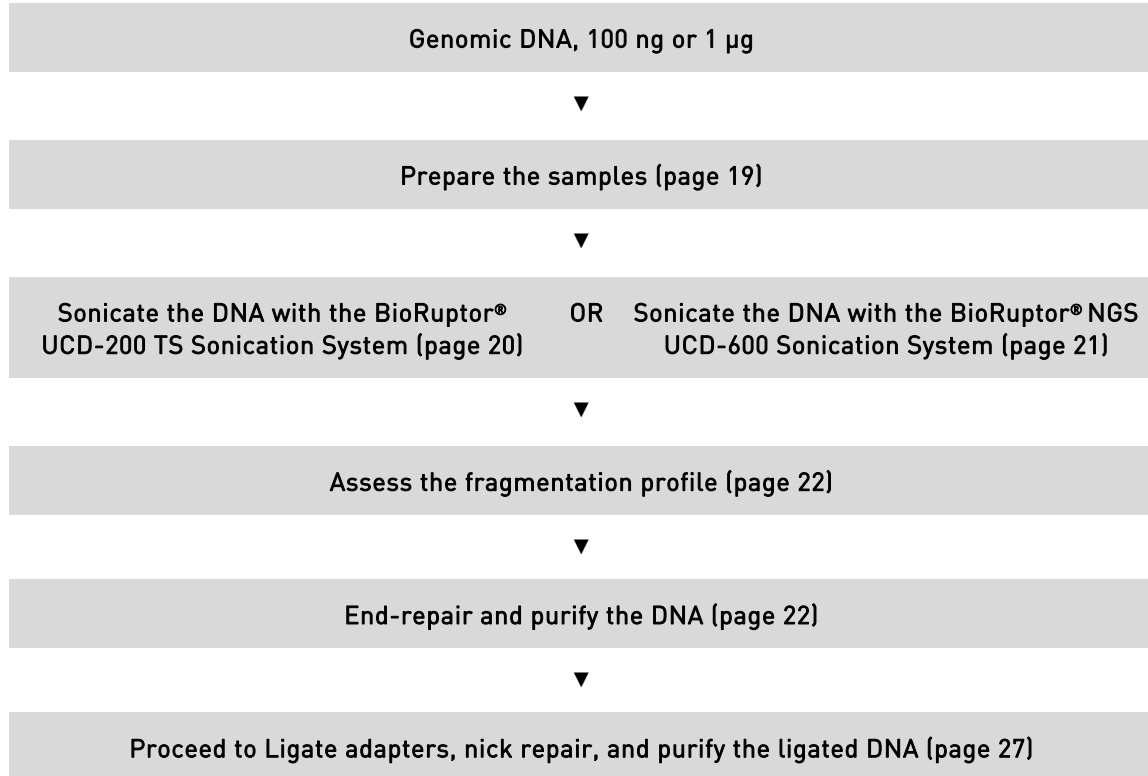 Genomic DNA, 100 ng or 1 µg
▼
Prepare the samples (page 19)
▼
Sonicate the DNA with the BioRuptor®
UCD-200 TS Sonication System (page 20)
OR
Sonicate the DNA with the BioRuptor® NGS
UCD-600 Sonication System (page 21)
▼
Assess the fragmentation profile (page 22)
▼
End-repair and purify the DNA (page 22)
▼
Proceed to Ligate adapters, nick repair, and purify the ligated DNA (page 27)